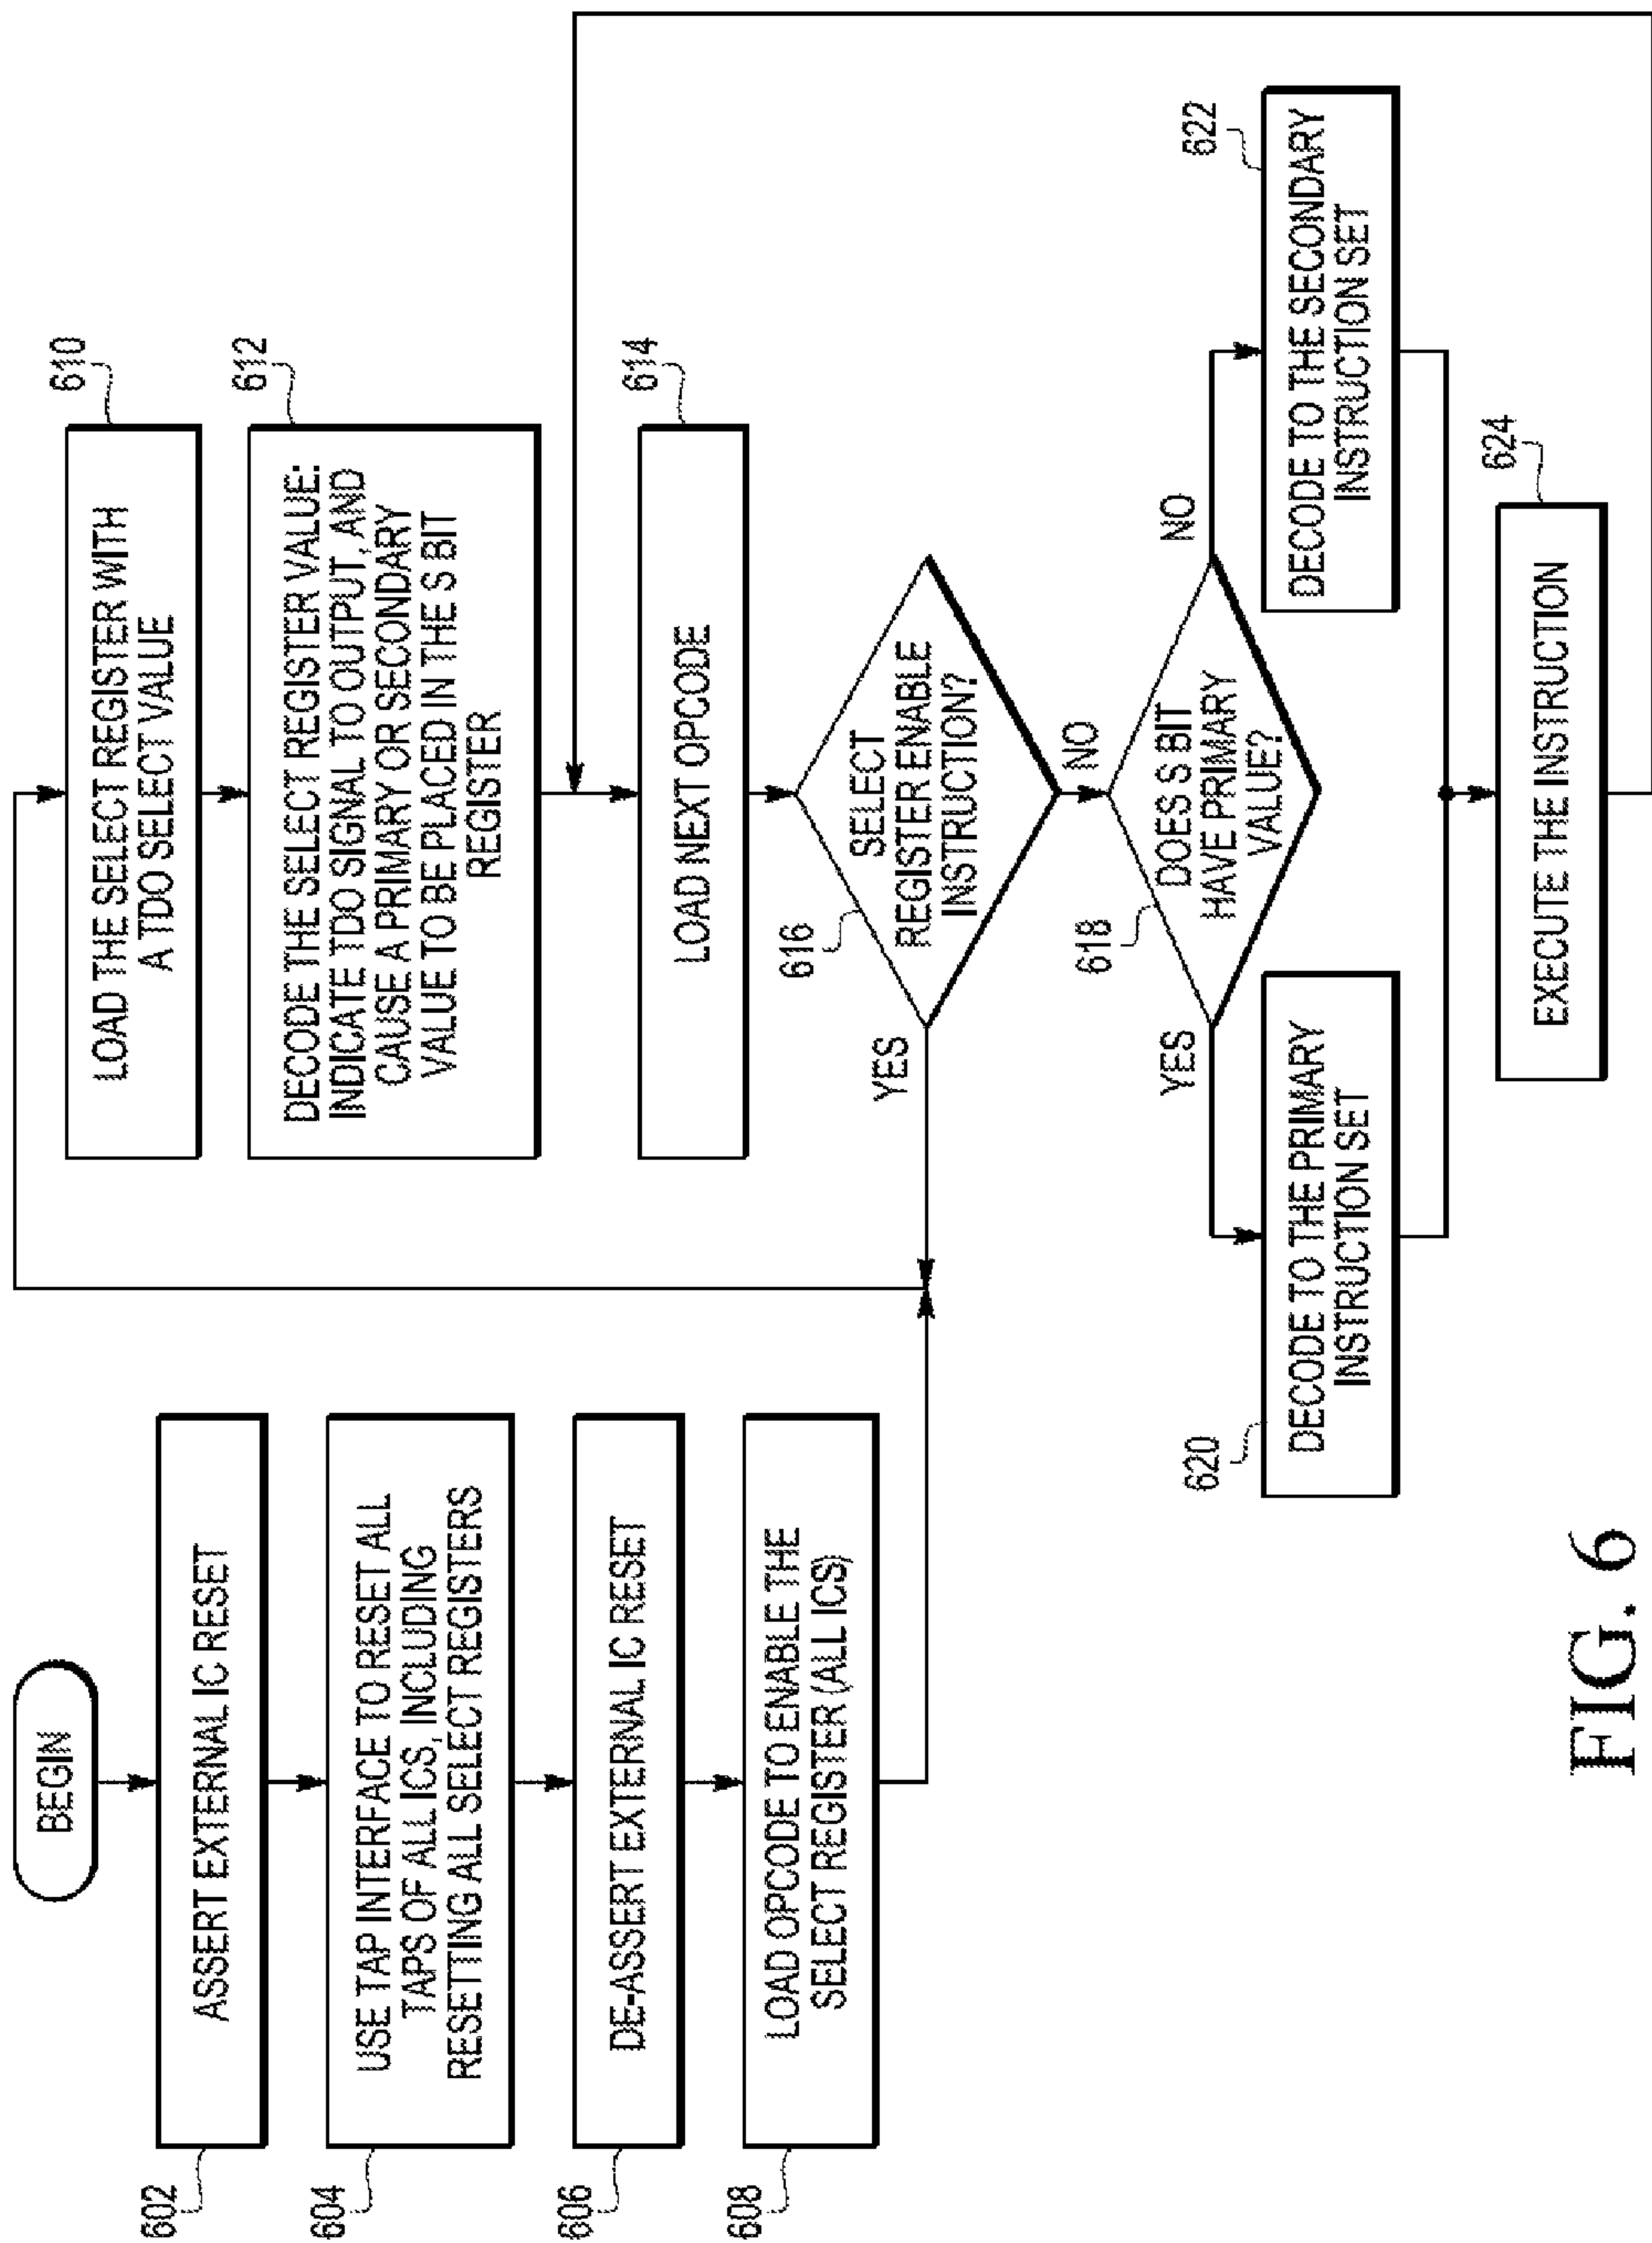 BEGIN
602
ASSERT EXTERNAL IC RESET
604
USE TAP INTERFACE TO RESET ALL
TAPS OF ALL ICS, INCLUDING
RESETTING ALL SELECT REGISTERS
606
DE-ASSERT EXTERNAL IC RESET
608
LOAD OPCODE TO ENABLE THE
SELECT REGISTER (ALL ICS)
610
LOAD THE SELECT REGISTER WITH
A TDO SELECT VALUE
612
DECODE THE SELECT REGISTER VALUE:
INDICATE TDO SIGNAL TO OUTPUT, AND
CAUSE A PRIMARY OR SECONDARY
VALUE TO BE PLACED IN THE S BIT
REGISTER
614
LOAD NEXT OPCODE
616
SELECT
REGISTER ENABLE
INSTRUCTION?
YES
NO
618
DOES S BIT
HAVE PRIMARY
VALUE?
YES
NO
620
DECODE TO THE PRIMARY
INSTRUCTION SET
622
DECODE TO THE SECONDARY
INSTRUCTION SET
624
EXECUTE THE INSTRUCTION
FIG. 6